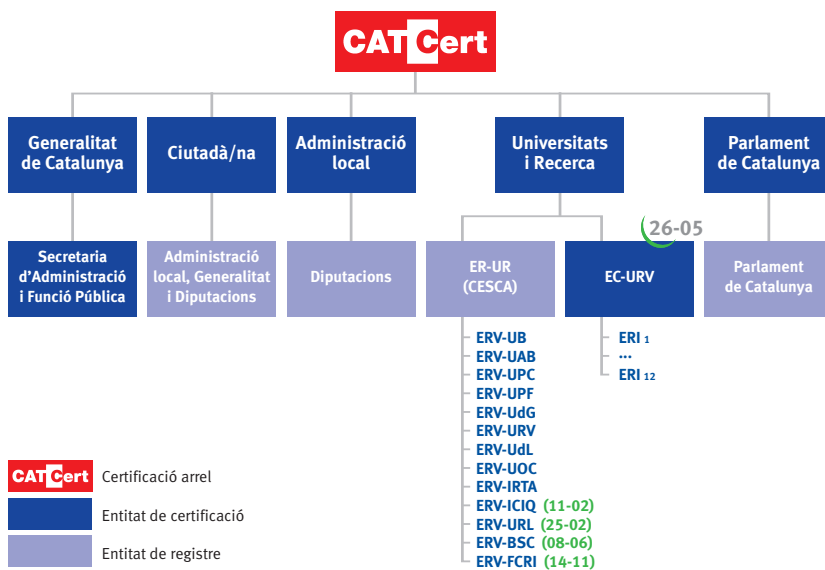 CATCert
Generalitat
de Catalunya
Ciutadà/na
Administració
local
Universitats
i Recerca
Parlament
de Catalunya
26-05
Secretaria
d'Administració
i Funció Pública
Administració
local, Generalitat
i Diputacions
Diputacions
ER-UR
(CESCA)
EC-URV
Parlament
de Catalunya
ERV-UB
ERV-UAB
ERV-UPC
ERV-UPF
ERV-UdG
ERV-URV
ERV-UdL
ERV-UOC
ERV-IRTA
ERV-ICIQ (11-02)
ERV-URL (25-02)
ERV-BSC (08-06)
ERV-FCRI (14-11)
ERI 1
...
ERI 12
CATCert Certificació arrel
Entitat de certificació
Entitat de registre